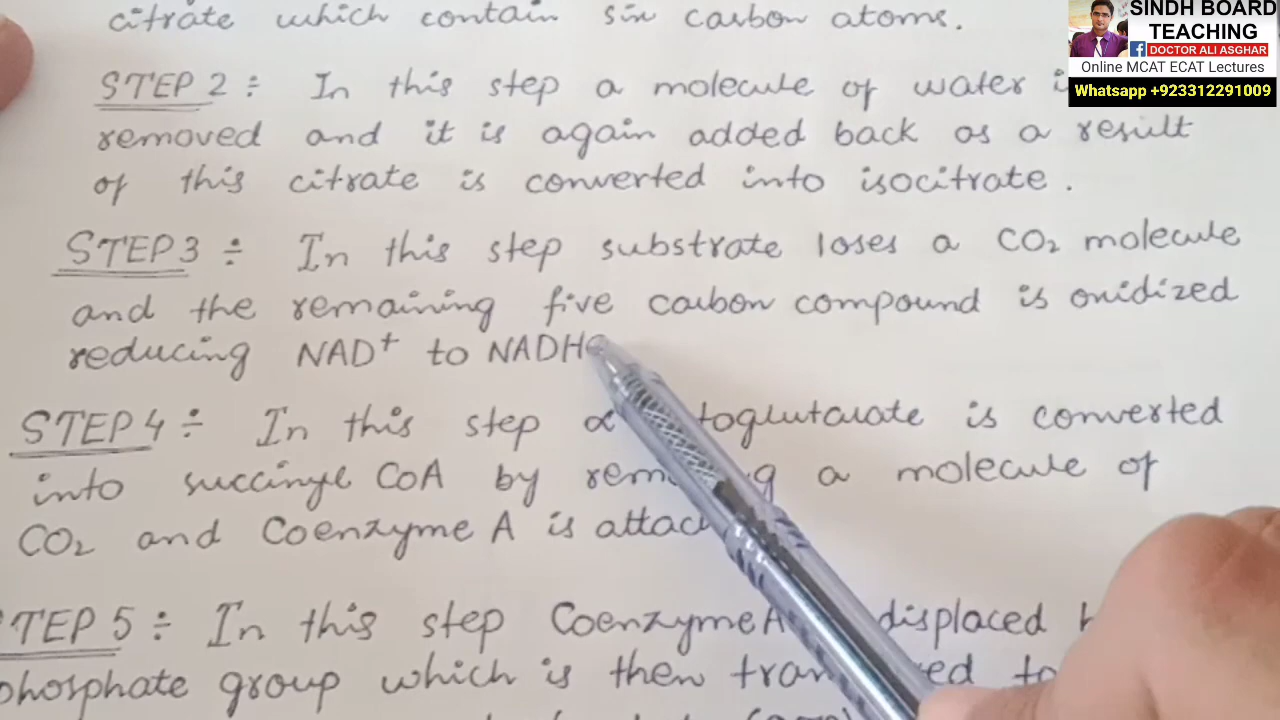 citrate which contain six carbon atoms.
STEP 2 ÷ In this step a molecule of water
removed and it is again added back as a result
of this citrate is converted into isocitrate.
STEP 3 ÷ In this step substrate loses a CO₂ molecule
and the remaining five carbon compound is oxidized
reducing NAD⁺ to NADH
STEP 4 ÷ In this step α is converted
into succinyl CoA by a molecule of
CO₂ and Coenzyme A is
STEP 5 ÷ In this step Coenzyme A displaced
phosphate group which is then to
SINDH BOARD
TEACHING
DOCTOR ALI ASGHAR
Online MCAT ECAT Lectures
Whatsapp +923312291009